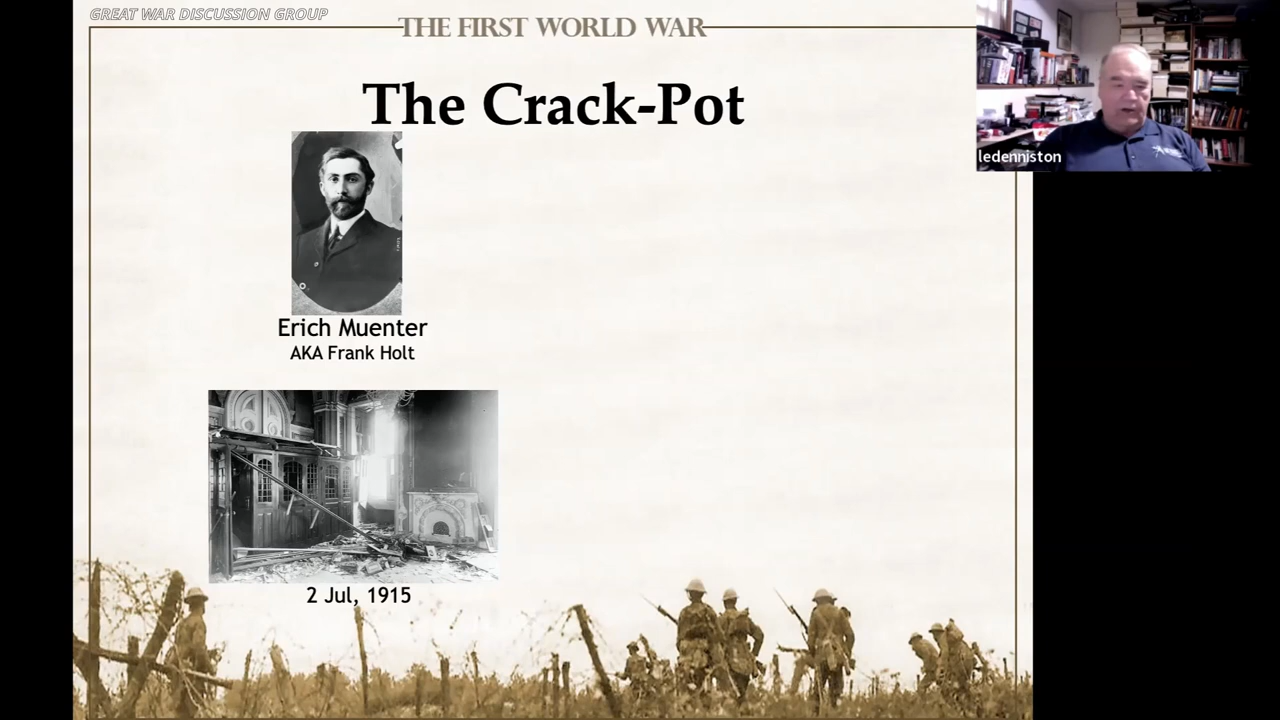 GREAT WAR DISCUSSION GROUP
THE FIRST WORLD WAR
The Crack-Pot
ledenniston
Erich Muenter
AKA Frank Holt
2 Jul, 1915